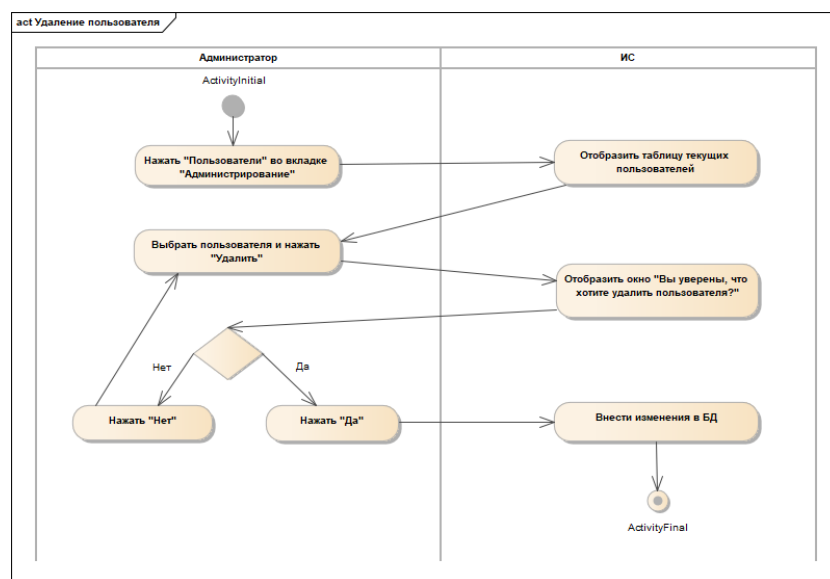 act Удаление пользователя
Администратор
ИС
ActivityInitial
Нажать "Пользователи" во вкладке
"Администрирование"
Отобразить таблицу текущих
пользователей
Выбрать пользователя и нажать
"Удалить"
Отобразить окно "Вы уверены, что
хотите удалить пользователя?"
Нет
Да
Нажать "Нет"
Нажать "Да"
Внести изменения в БД
ActivityFinal